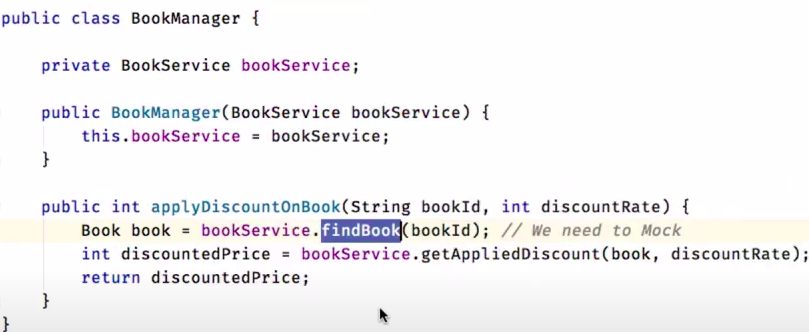 public class BookManager {
private BookService bookService;
public BookManager(BookService bookService) {
this.bookService = bookService;
}
public int applyDiscountOnBook(String bookId, int discountRate) {
Book book = bookService.findBook(bookId); // We need to Mock
int discountedPrice = bookService.getAppliedDiscount(book, discountRate);
return discountedPrice;
}
}